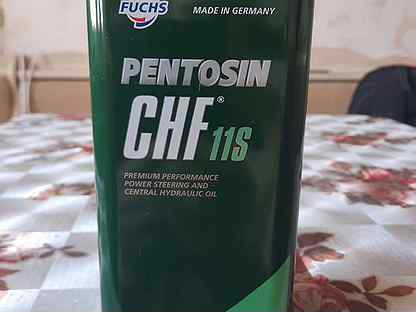 FUCHS
MADE IN GERMANY
PENTOSIN
CHF® 11S
PREMIUM PERFORMANCE
POWER STEERING AND
CENTRAL HYDRAULIC OIL